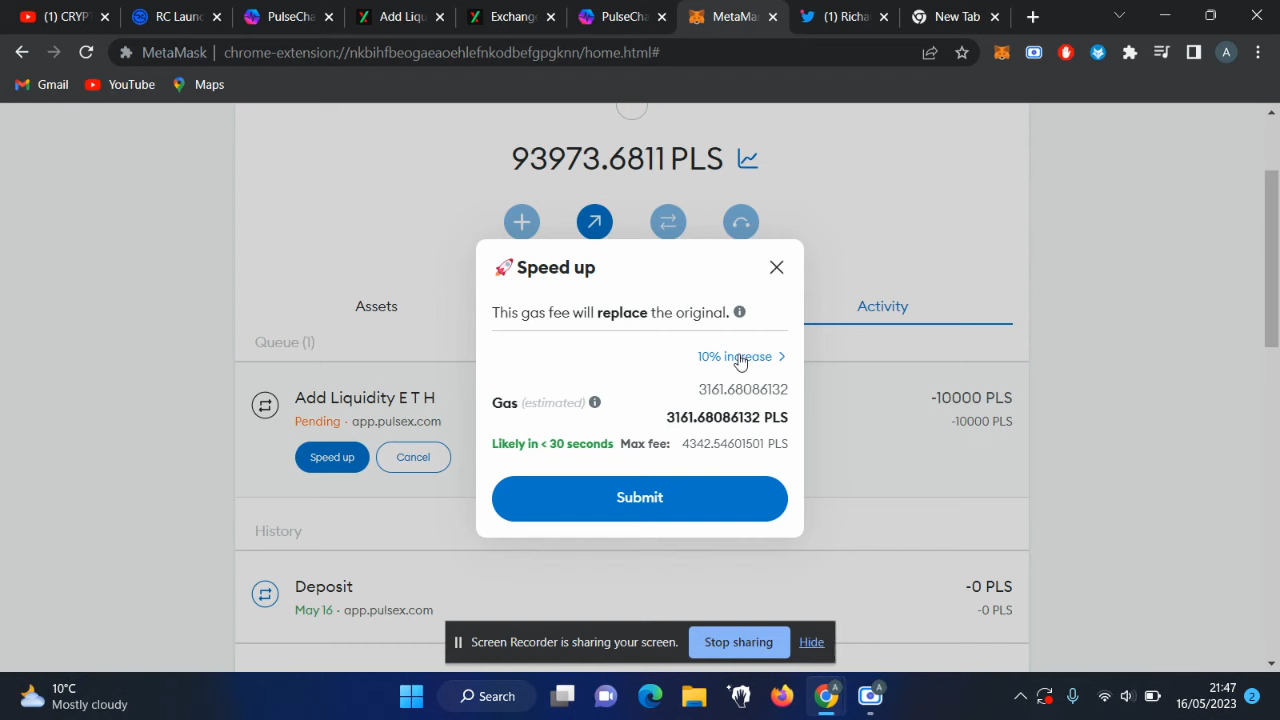 (1) CRYPT
RC Laun
PulseCha
Add Liqu
Exchange
PulseCha
MetaMa
(1) Richa
New Tab
MetaMask | chrome-extension://nkbihfbeogaeaoehlefnkodbefgpgknn/home.html#
A
Gmail
YouTube
Maps
93973.6811 PLS
Speed up
This gas fee will replace the original.
10% increase
3161.68086132
Gas (estimated)
3161.68086132 PLS
Likely in < 30 seconds Max fee: 4342.54601501 PLS
Submit
Assets
Activity
Queue (1)
Add Liquidity E T H
-10000 PLS
Pending · app.pulsex.com
-10000 PLS
Speed up
Cancel
History
Deposit
-0 PLS
May 16 · app.pulsex.com
-0 PLS
Screen Recorder is sharing your screen.
Stop sharing
Hide
10°C
Mostly cloudy
Search
A
A
21:47
16/05/2023
2